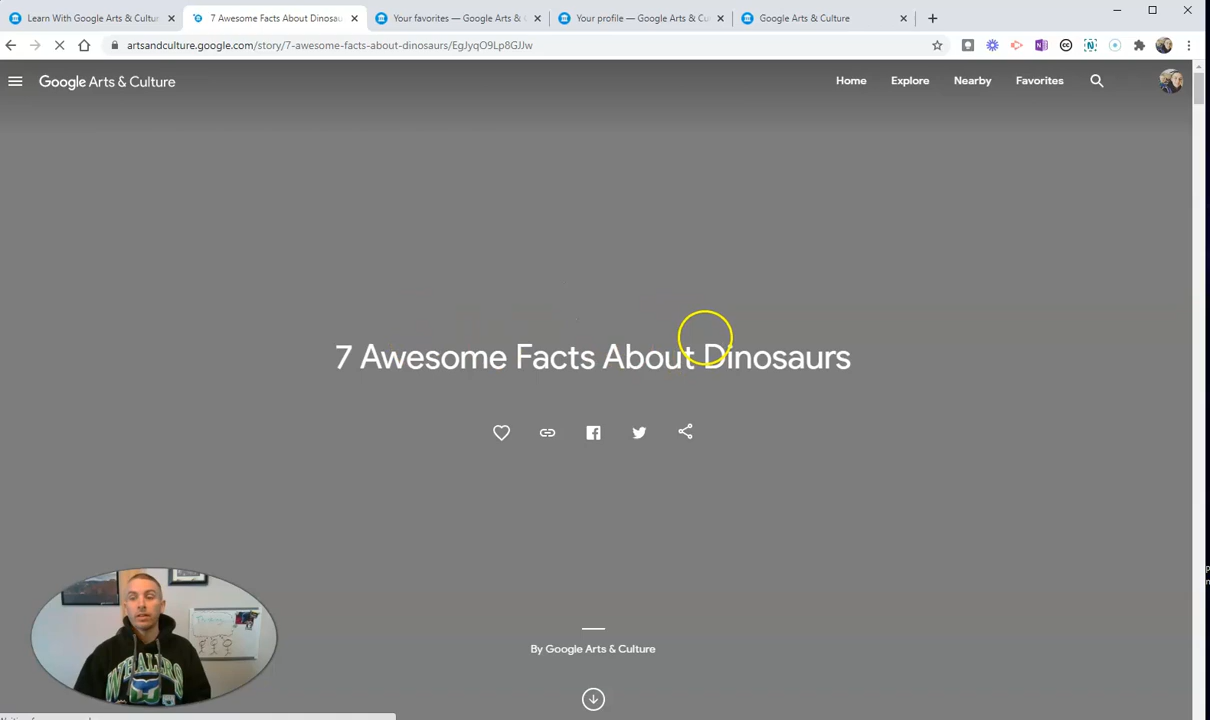 Learn With Google Arts & Cultur
7 Awesome Facts About Dinosau
Your favorites — Google Arts &
Your profile — Google Arts & Cu
Google Arts & Culture
artsandculture.google.com/story/7-awesome-facts-about-dinosaurs/EgJyqO9Lp8GJJw
Google Arts & Culture
Home
Explore
Nearby
Favorites
7 Awesome Facts About Dinosaurs
By Google Arts & Culture
WHALERS